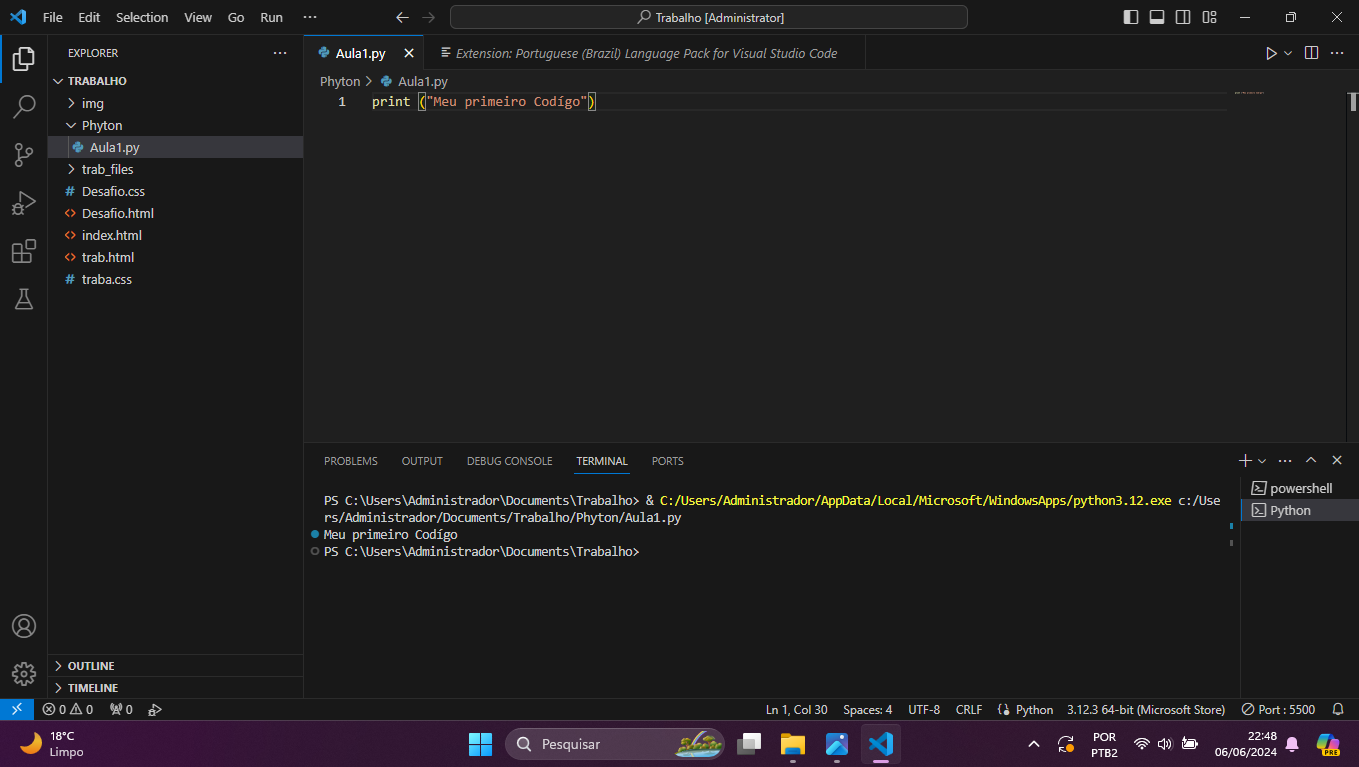 File Edit Selection View Go Run ··· Trabalho [Administrator]
EXPLORER ···
TRABALHO
img
Phyton
Aula1.py
trab_files
Desafio.css
Desafio.html
index.html
trab.html
traba.css
OUTLINE
TIMELINE
Aula1.py Extension: Portuguese (Brazil) Language Pack for Visual Studio Code
Phyton > Aula1.py
1 print ("Meu primeiro Codígo")
PROBLEMS OUTPUT DEBUG CONSOLE TERMINAL PORTS
PS C:\Users\Administrador\Documents\Trabalho> & C:/Users/Administrador/AppData/Local/Microsoft/WindowsApps/python3.12.exe c:/Use
rs/Administrador/Documents/Trabalho/Phyton/Aula1.py
Meu primeiro Codígo
PS C:\Users\Administrador\Documents\Trabalho>
powershell
Python
0 0 0 Ln 1, Col 30 Spaces: 4 UTF-8 CRLF Python 3.12.3 64-bit (Microsoft Store) Port : 5500
18°C
Limpo
Pesquisar
POR
PTB2
22:48
06/06/2024
PRE